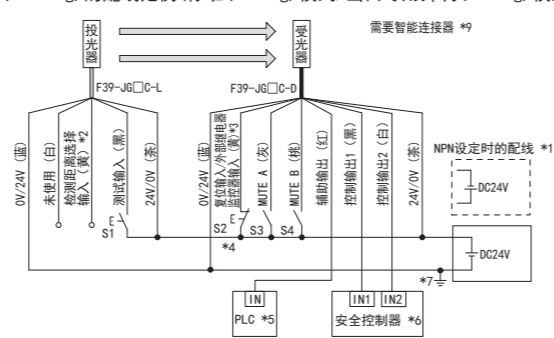 需要智能连接器 *9
投光器
受光器
F39-JG□C-L
F39-JG□C-D
0V/24V (蓝)
未使用 (白)
检测距离选择
输入 (黄) *2
测试输入 (黑)
24V/0V (茶)
0V/24V (蓝)
复位输入/外部继电器
监控器输入 (黄) *3
MUTE A (灰)
MUTE B (桃)
辅助输出 (红)
控制输出1 (黑)
控制输出2 (白)
24V/0V (茶)
NPN设定时的配线 *1
DC24V
S1
S2
*4
S3
S4
DC24V
*7
IN
PLC *5
IN1
IN2
安全控制器 *6